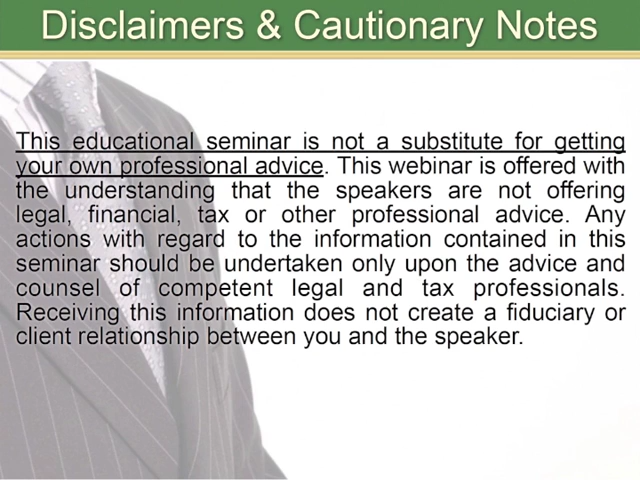 Disclaimers & Cautionary Notes
This educational seminar is not a substitute for getting
your own professional advice. This webinar is offered with
the understanding that the speakers are not offering
legal, financial, tax or other professional advice. Any
actions with regard to the information contained in this
seminar should be undertaken only upon the advice and
counsel of competent legal and tax professionals.
Receiving this information does not create a fiduciary or
client relationship between you and the speaker.